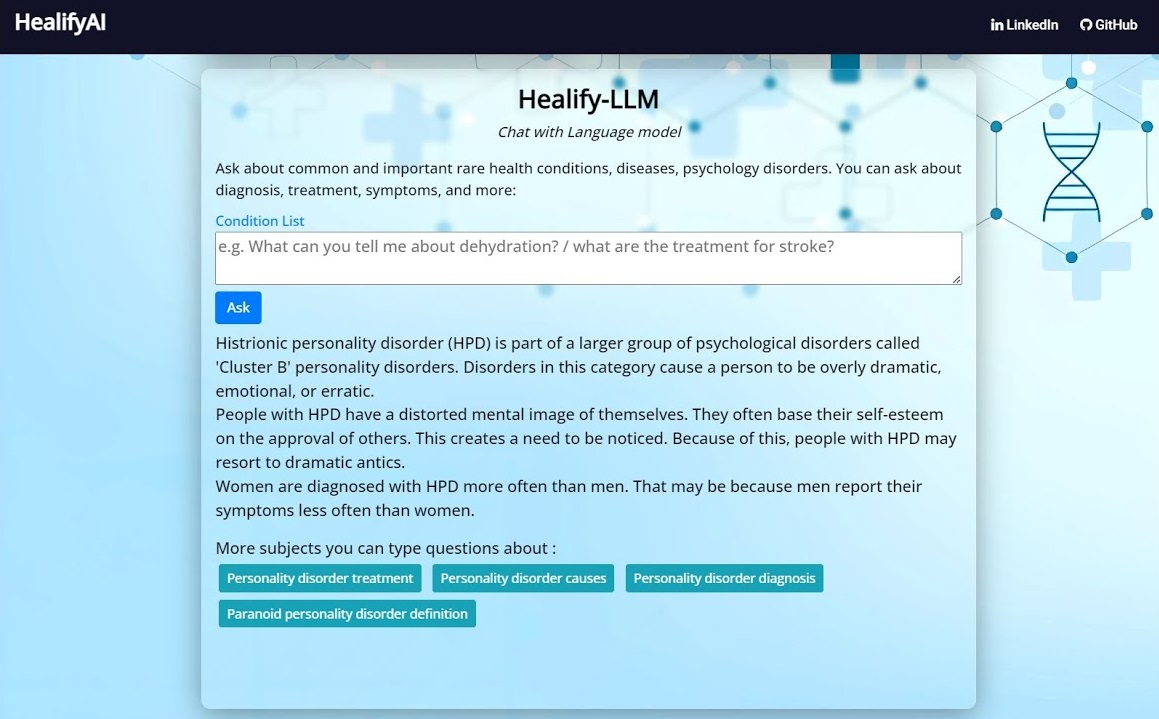 HealifyAI
LinkedIn
GitHub
Healify-LLM
Chat with Language model
Ask about common and important rare health conditions, diseases, psychology disorders. You can ask about
diagnosis, treatment, symptoms, and more:
Condition List
e.g. What can you tell me about dehydration? / what are the treatment for stroke?
Ask
Histrionic personality disorder (HPD) is part of a larger group of psychological disorders called
'Cluster B' personality disorders. Disorders in this category cause a person to be overly dramatic,
emotional, or erratic.
People with HPD have a distorted mental image of themselves. They often base their self-esteem
on the approval of others. This creates a need to be noticed. Because of this, people with HPD may
resort to dramatic antics.
Women are diagnosed with HPD more often than men. That may be because men report their
symptoms less often than women.
More subjects you can type questions about :
Personality disorder treatment
Personality disorder causes
Personality disorder diagnosis
Paranoid personality disorder definition